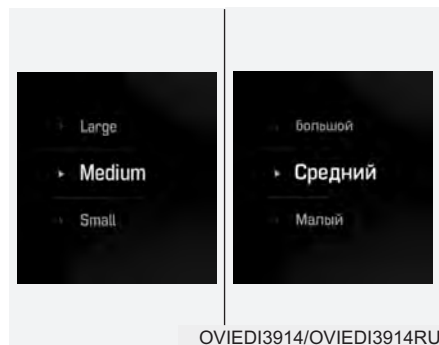 Large
Medium
Small
большой
Средний
Малый
OVIEDI3914/OVIEDI3914RU